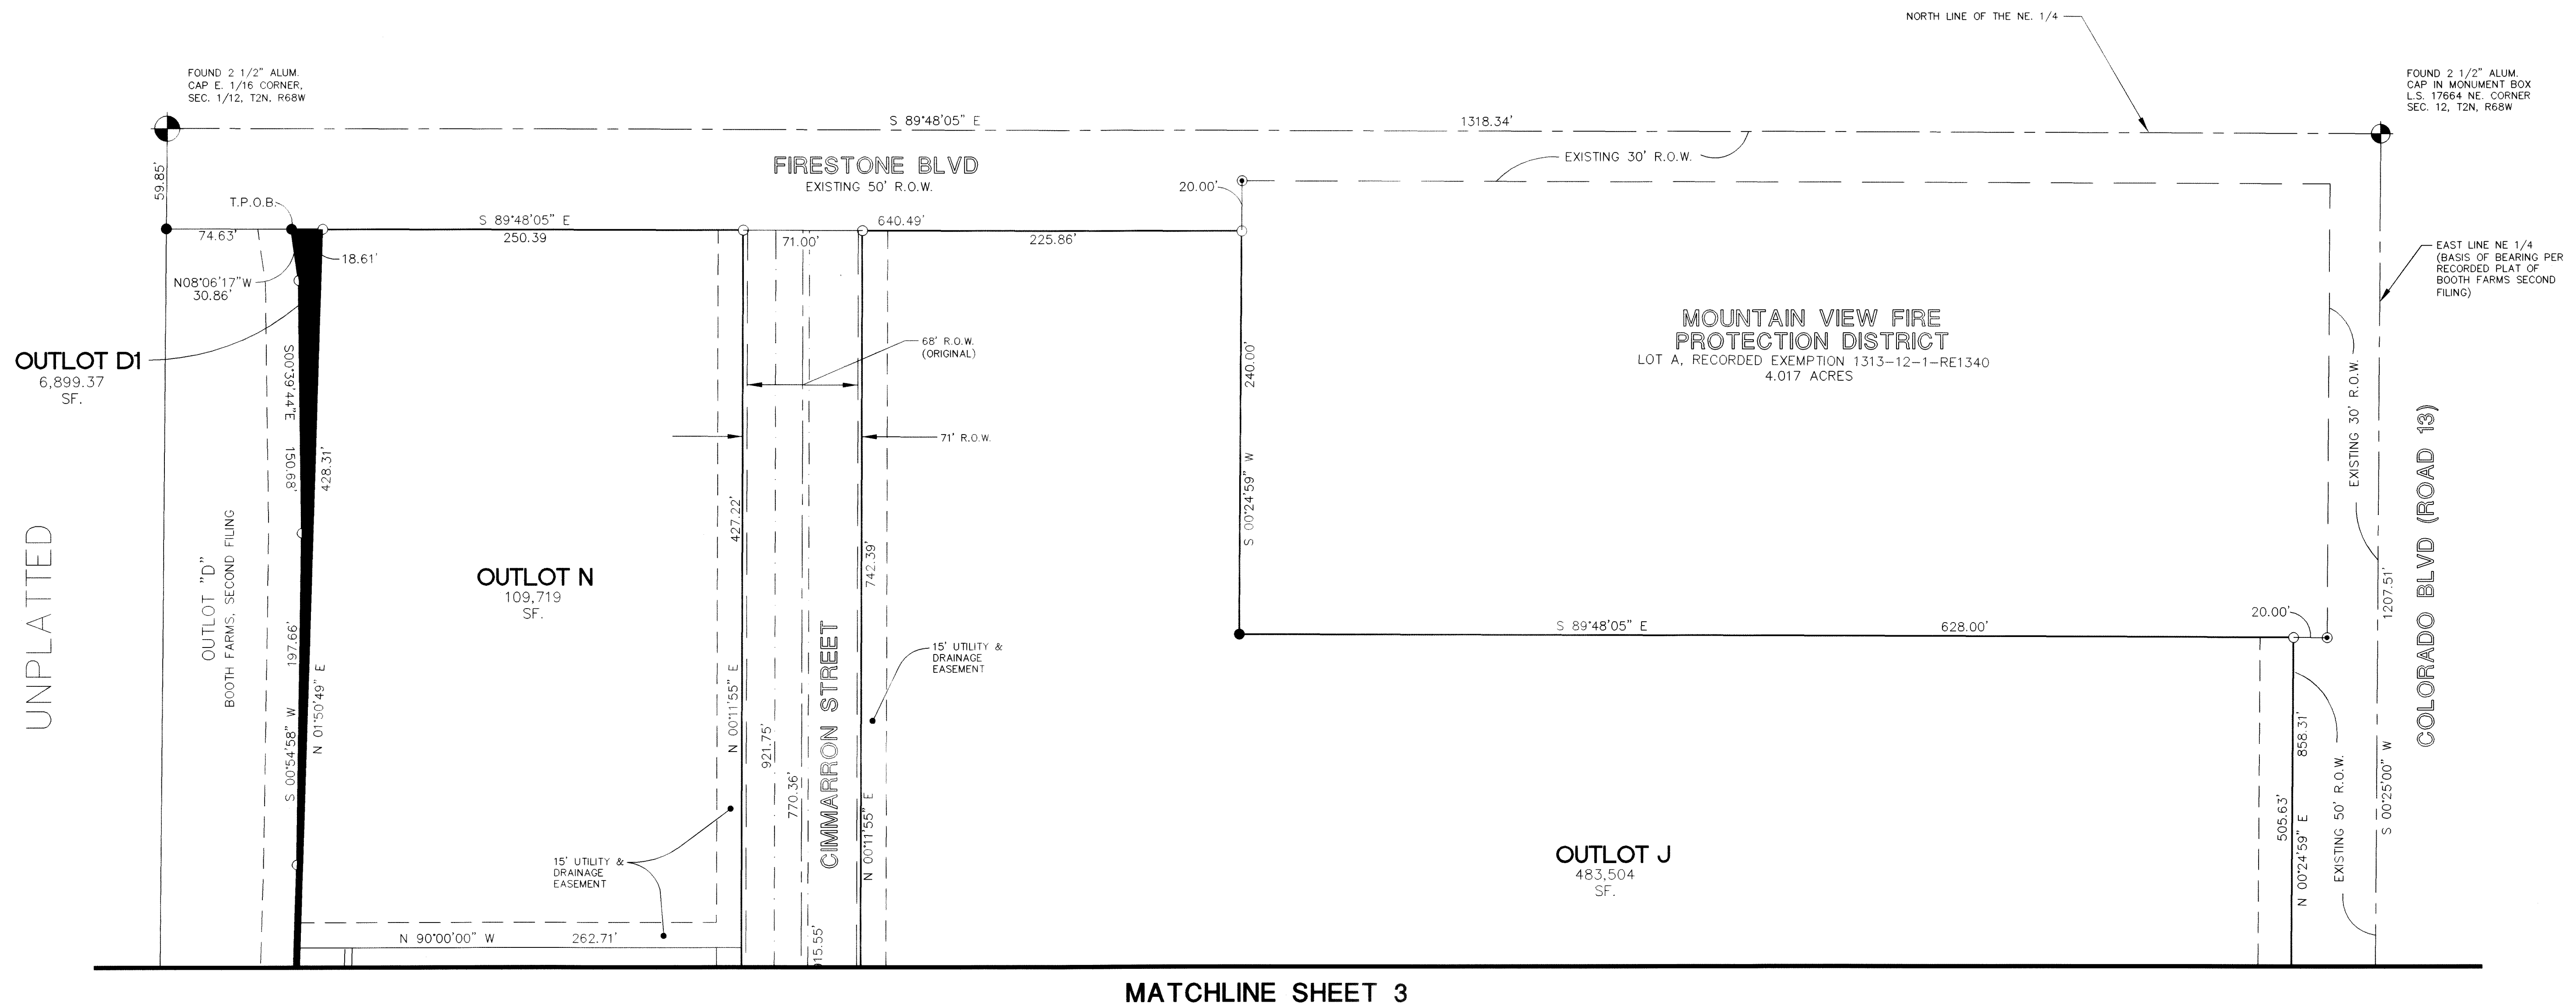 NORTH LINE OF THE NE. 1/4
FOUND 2 1/2" ALUM.
CAP E. 1/16 CORNER,
SEC. 1/12, T2N, R68W
FOUND 2 1/2" ALUM.
CAP IN MONUMENT BOX
L.S. 17664 NE. CORNER
SEC. 12, T2N, R68W
S 89°48'05" E
1318.34'
59.85'
FIRESTONE BLVD
EXISTING 50' R.O.W.
EXISTING 30' R.O.W.
20.00'
T.P.O.B.
74.63'
S 89°48'05" E
250.39
71.00'
640.49'
225.86'
18.61'
N08°06'17"W
30.86'
EAST LINE NE 1/4
(BASIS OF BEARING PER
RECORDED PLAT OF
BOOTH FARMS SECOND
FILING)
OUTLOT D1
6,899.37
SF.
S00°39'44"E 150.68'
428.31'
68' R.O.W.
(ORIGINAL)
71' R.O.W.
240.00'
S 00°24'59" W
MOUNTAIN VIEW FIRE
PROTECTION DISTRICT
LOT A, RECORDED EXEMPTION 1313-12-1-RE1340
4.017 ACRES
EXISTING 30' R.O.W.
COLORADO BLVD (ROAD 13)
UNPLATTED
OUTLOT "D"
BOOTH FARMS, SECOND FILING
S 00°54'58" W 197.66'
N 01°50'49" E
OUTLOT N
109,719
SF.
427.22'
N 00°11'55" E
921.75'
770.36'
CIMMARRON STREET
742.39'
N 00°11'55" E
15' UTILITY &
DRAINAGE
EASEMENT
S 89°48'05" E
628.00'
20.00'
1207.51'
S 00°25'00" W
858.31'
505.63'
N 00°24'59" E
EXISTING 50' R.O.W.
15' UTILITY &
DRAINAGE
EASEMENT
OUTLOT J
483,504
SF.
N 90°00'00" W
262.71'
15.55'
MATCHLINE SHEET 3